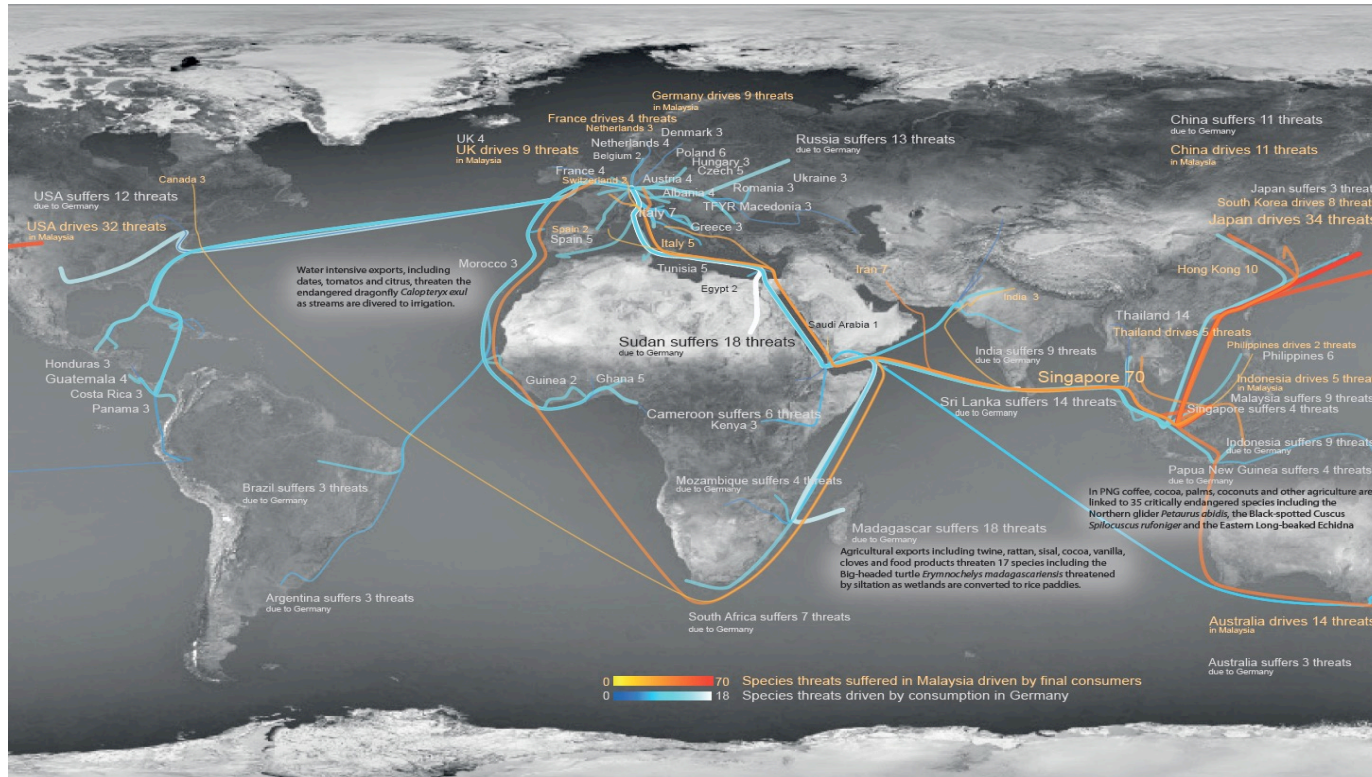 Germany drives 9 threats
in Malaysia
France drives 4 threats
Netherlands 3
UK 4
UK drives 9 threats
in Malaysia
Denmark 3
Netherlands 4
Belgium 2
Poland 6
Hungary 3
Czech 5
Russia suffers 13 threats
due to Germany
China suffers 11 threats
due to Germany
China drives 11 threats
in Malaysia
Canada 3
France 4
Switzerland 3
Austria 4
Albania 4
Romania 3
Ukraine 3
TFYR Macedonia 3
USA suffers 12 threats
due to Germany
USA drives 32 threats
in Malaysia
Japan suffers 3 threat
South Korea drives 8 threat
Japan drives 34 threat
Italy 7
Spain 2
Spain 5
Greece 3
Italy 5
Morocco 3
Tunisia 5
Egypt 2
Iran 7
Hong Kong 10
India 3
Water intensive exports, including
dates, tomatos and citrus, threaten the
endangered dragonfly Calopteryx exul
as streams are divered to irrigation.
Saudi Arabia 1
Sudan suffers 18 threats
due to Germany
Thailand 14
Thailand drives 5 threats
India suffers 9 threats
due to Germany
Philippines drives 2 threats
Philippines 6
Honduras 3
Guatemala 4
Costa Rica 3
Panama 3
Guinea 2
Ghana 5
Singapore 70
Indonesia drives 5 threat
in Malaysia
Malaysia suffers 9 threats
Singapore suffers 4 threats
Sri Lanka suffers 14 threats
due to Germany
Cameroon suffers 6 threats
Kenya 3
Indonesia suffers 9 threat
due to Germany
Papua New Guinea suffers 4 threats
due to Germany
Brazil suffers 3 threats
due to Germany
Mozambique suffers 4 threats
due to Germany
In PNG coffee, cocoa, palms, coconuts and other agriculture are
linked to 35 critically endangered species including the
Northern glider Petaurus abidis, the Black-spotted Cuscus
Spilocuscus rufoniger and the Eastern Long-beaked Echidna
Madagascar suffers 18 threats
due to Germany
Agricultural exports including twine, rattan, sisal, cocoa, vanilla,
cloves and food products threaten 17 species including the
Big-headed turtle Erymnochelys madagascariensis threatened
by siltation as wetlands are converted to rice paddies.
Argentina suffers 3 threats
due to Germany
South Africa suffers 7 threats
due to Germany
Australia drives 14 threats
in Malaysia
Australia suffers 3 threats
due to Germany
0 70 Species threats suffered in Malaysia driven by final consumers
0 18 Species threats driven by consumption in Germany